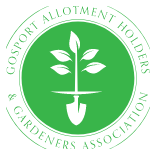 GOSPORT ALLOTMENT HOLDERS
& GARDENERS ASSOCIATION